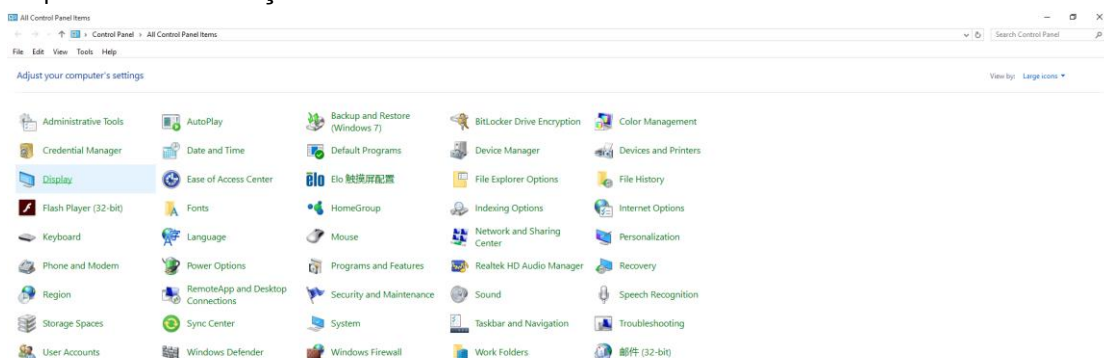 All Control Panel Items
Control Panel › All Control Panel Items
Search Control Panel
File Edit View Tools Help
Adjust your computer's settings
View by: Large icons
Administrative Tools
AutoPlay
Backup and Restore
(Windows 7)
BitLocker Drive Encryption
Color Management
Credential Manager
Date and Time
Default Programs
Device Manager
Devices and Printers
Display
Ease of Access Center
elo Elo 触摸屏配置
File Explorer Options
File History
Flash Player (32-bit)
Fonts
HomeGroup
Indexing Options
Internet Options
Keyboard
Language
Mouse
Network and Sharing
Center
Personalization
Phone and Modem
Power Options
Programs and Features
Realtek HD Audio Manager
Recovery
Region
RemoteApp and Desktop
Connections
Security and Maintenance
Sound
Speech Recognition
Storage Spaces
Sync Center
System
Taskbar and Navigation
Troubleshooting
User Accounts
Windows Defender
Windows Firewall
Work Folders
邮件 (32-bit)